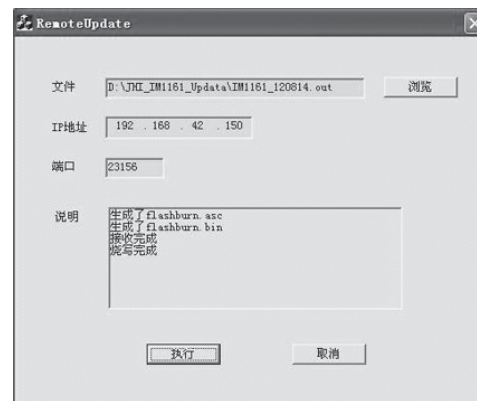 RemoteUpdate
文件 D:\JHI_IM1161_Updata\IM1161_120814.out 浏览
IP地址 192 . 168 . 42 . 150
端口 23156
说明 生成了flashburn.asc
生成了flashburn.bin
接收完成
烧写完成
执行 取消